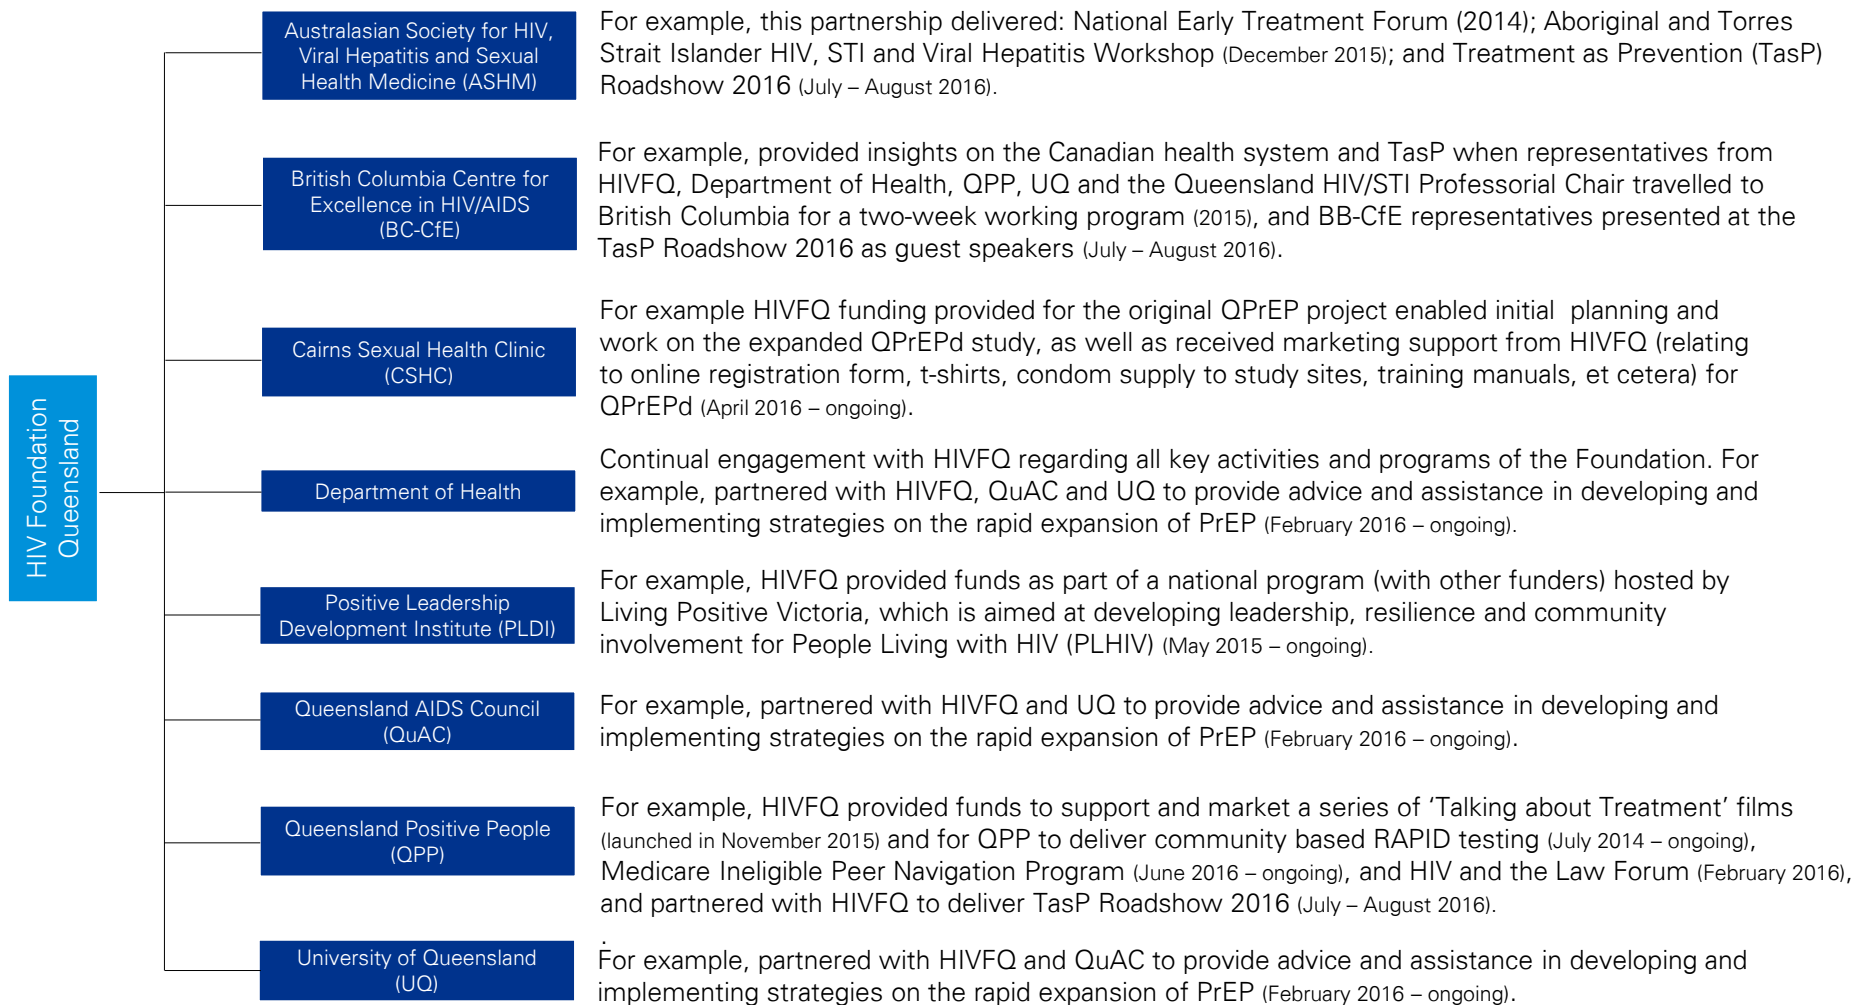 HIV Foundation
Queensland
Australasian Society for HIV,
Viral Hepatitis and Sexual
Health Medicine (ASHM)
For example, this partnership delivered: National Early Treatment Forum (2014); Aboriginal and Torres
Strait Islander HIV, STI and Viral Hepatitis Workshop (December 2015); and Treatment as Prevention (TasP)
Roadshow 2016 (July – August 2016).
British Columbia Centre for
Excellence in HIV/AIDS
(BC-CfE)
For example, provided insights on the Canadian health system and TasP when representatives from
HIVFQ, Department of Health, QPP, UQ and the Queensland HIV/STI Professorial Chair travelled to
British Columbia for a two-week working program (2015), and BB-CfE representatives presented at the
TasP Roadshow 2016 as guest speakers (July – August 2016).
Cairns Sexual Health Clinic
(CSHC)
For example HIVFQ funding provided for the original QPrEP project enabled initial  planning and
work on the expanded QPrEPd study, as well as received marketing support from HIVFQ (relating
to online registration form, t-shirts, condom supply to study sites, training manuals, et cetera) for
QPrEPd (April 2016 – ongoing).
Department of Health
Continual engagement with HIVFQ regarding all key activities and programs of the Foundation. For
example, partnered with HIVFQ, QuAC and UQ to provide advice and assistance in developing and
implementing strategies on the rapid expansion of PrEP (February 2016 – ongoing).
Positive Leadership
Development Institute (PLDI)
For example, HIVFQ provided funds as part of a national program (with other funders) hosted by
Living Positive Victoria, which is aimed at developing leadership, resilience and community
involvement for People Living with HIV (PLHIV) (May 2015 – ongoing).
Queensland AIDS Council
(QuAC)
For example, partnered with HIVFQ and UQ to provide advice and assistance in developing and
implementing strategies on the rapid expansion of PrEP (February 2016 – ongoing).
Queensland Positive People
(QPP)
For example, HIVFQ provided funds to support and market a series of ‘Talking about Treatment’ films
(launched in November 2015) and for QPP to deliver community based RAPID testing (July 2014 – ongoing),
Medicare Ineligible Peer Navigation Program (June 2016 – ongoing), and HIV and the Law Forum (February 2016),
and partnered with HIVFQ to deliver TasP Roadshow 2016 (July – August 2016).
.
University of Queensland
(UQ)
For example, partnered with HIVFQ and QuAC to provide advice and assistance in developing and
implementing strategies on the rapid expansion of PrEP (February 2016 – ongoing).